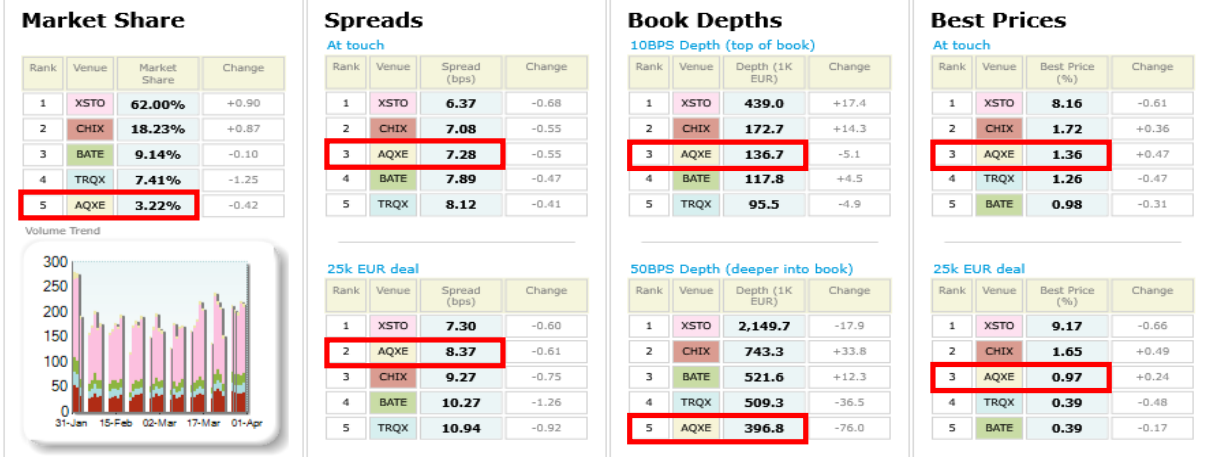 Market Share
Rank Venue Market Share Change
1 XSTO 62.00% +0.90
2 CHIX 18.23% +0.87
3 BATE 9.14% -0.10
4 TRQX 7.41% -1.25
5 AQXE 3.22% -0.42
Volume Trend
300
250
200
150
100
50
0
31-Jan 15-Feb 02-Mar 17-Mar 01-Apr
Spreads
At touch
Rank Venue Spread (bps) Change
1 XSTO 6.37 -0.68
2 CHIX 7.08 -0.55
3 AQXE 7.28 -0.55
4 BATE 7.89 -0.47
5 TRQX 8.12 -0.41
25k EUR deal
Rank Venue Spread (bps) Change
1 XSTO 7.30 -0.60
2 AQXE 8.37 -0.61
3 CHIX 9.27 -0.75
4 BATE 10.27 -1.26
5 TRQX 10.94 -0.92
Book Depths
10BPS Depth (top of book)
Rank Venue Depth (1K EUR) Change
1 XSTO 439.0 +17.4
2 CHIX 172.7 +14.3
3 AQXE 136.7 -5.1
4 BATE 117.8 +4.5
5 TRQX 95.5 -4.9
50BPS Depth (deeper into book)
Rank Venue Depth (1K EUR) Change
1 XSTO 2,149.7 -17.9
2 CHIX 743.3 +33.8
3 BATE 521.6 +12.3
4 TRQX 509.3 -36.5
5 AQXE 396.8 -76.0
Best Prices
At touch
Rank Venue Best Price (%) Change
1 XSTO 8.16 -0.61
2 CHIX 1.72 +0.36
3 AQXE 1.36 +0.47
4 TRQX 1.26 -0.47
5 BATE 0.98 -0.31
25k EUR deal
Rank Venue Best Price (%) Change
1 XSTO 9.17 -0.66
2 CHIX 1.65 +0.49
3 AQXE 0.97 +0.24
4 TRQX 0.39 -0.48
5 BATE 0.39 -0.17